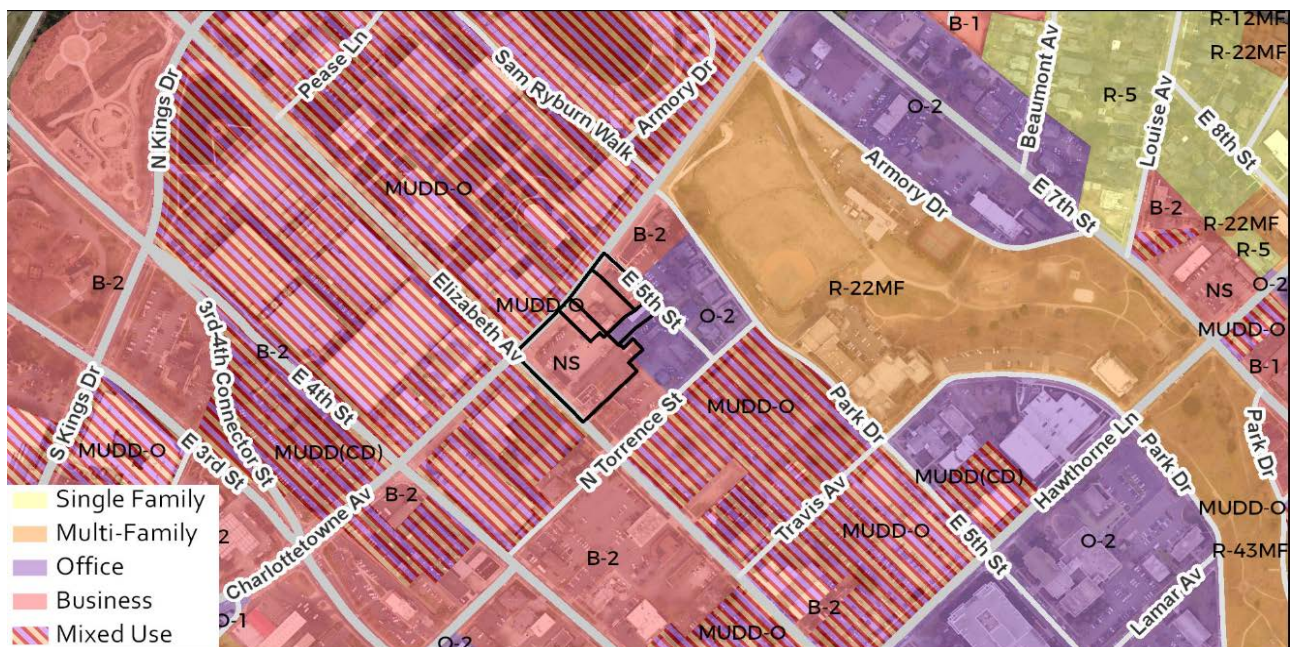 B-1
R-12MF
R-22MF
Beaumont Av
Louise Av
R-5
E 8th St
O-2
Pease Ln
N Kings Dr
Sam Ryburn Walk
Armory Dr
MUDD-O
Armory Dr
E 7th St
B-2
R-22MF
R-5
B-2
B-2
Elizabeth Av
MUDD-O
E 5th St
O-2
R-22MF
NS
O-2
MUDD-O
B-1
3rd-4th Connector St
B-2
E 4th St
NS
S Kings Dr
MUDD-O
E 3rd St
MUDD(CD)
N Torrence St
MUDD-O
Park Dr
MUDD(CD)
Hawthorne Ln
Park Dr
Park Dr
B-2
Travis Av
MUDD-O
MUDD-O
E 5th St
O-2
R-43MF
Charlottetowne Av
B-2
B-2
Lamar Av
MUDD-O
O-2
2
O-1
Single Family
Multi-Family
Office
Business
Mixed Use